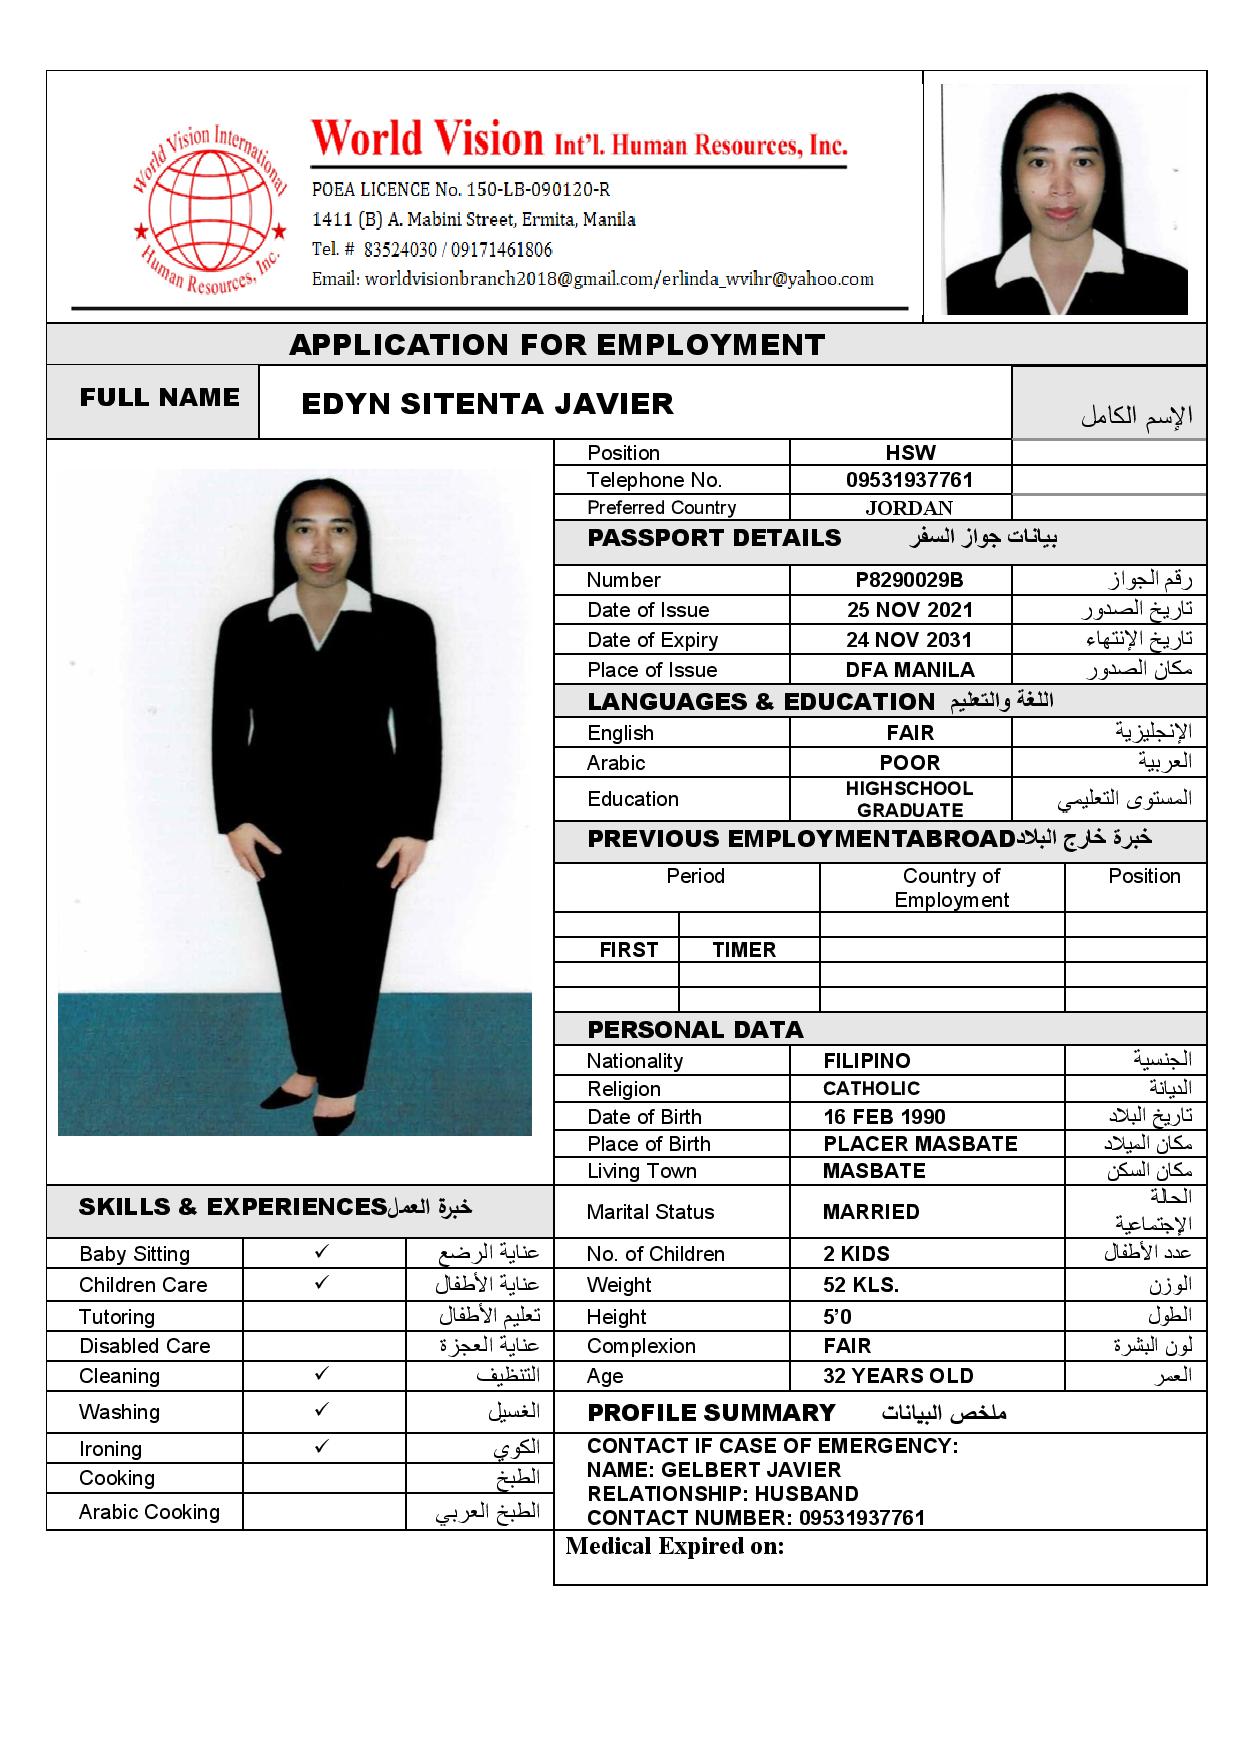 World Vision International
Human Resources, Inc.
World Vision Int'l. Human Resources, Inc.
POEA LICENCE No. 150-LB-090120-R
1411 (B) A. Mabini Street, Ermita, Manila
Tel. # 83524030 / 09171461806
Email: worldvisionbranch2018@gmail.com/erlinda_wvihr@yahoo.com
APPLICATION FOR EMPLOYMENT
FULL NAME EDYN SITENTA JAVIER الإسم الكامل
Position HSW
Telephone No. 09531937761
Preferred Country JORDAN
PASSPORT DETAILS بيانات جواز السفر
Number P8290029B رقم الجواز
Date of Issue 25 NOV 2021 تاريخ الصدور
Date of Expiry 24 NOV 2031 تاريخ الإنتهاء
Place of Issue DFA MANILA مكان الصدور
LANGUAGES & EDUCATION اللغة والتعليم
English FAIR الإنجليزية
Arabic POOR العربية
Education HIGHSCHOOL GRADUATE المستوى التعليمي
PREVIOUS EMPLOYMENTABROAD خبرة خارج البلاد
Period Country of Employment Position
FIRST TIMER
PERSONAL DATA
Nationality FILIPINO الجنسية
Religion CATHOLIC الديانة
Date of Birth 16 FEB 1990 تاريخ البلاد
Place of Birth PLACER MASBATE مكان الميلاد
Living Town MASBATE مكان السكن
Marital Status MARRIED الحالة الإجتماعية
No. of Children 2 KIDS عدد الأطفال
Weight 52 KLS. الوزن
Height 5’0 الطول
Complexion FAIR لون البشرة
Age 32 YEARS OLD العمر
SKILLS & EXPERIENCES خبرة العمل
Baby Sitting ✓ عناية الرضع
Children Care ✓ عناية الأطفال
Tutoring تعليم الأطفال
Disabled Care عناية العجزة
Cleaning ✓ التنظيف
Washing ✓ الغسيل
Ironing ✓ الكوي
Cooking الطبخ
Arabic Cooking الطبخ العربي
PROFILE SUMMARY ملخص البيانات
CONTACT IF CASE OF EMERGENCY:
NAME: GELBERT JAVIER
RELATIONSHIP: HUSBAND
CONTACT NUMBER: 09531937761
Medical Expired on: